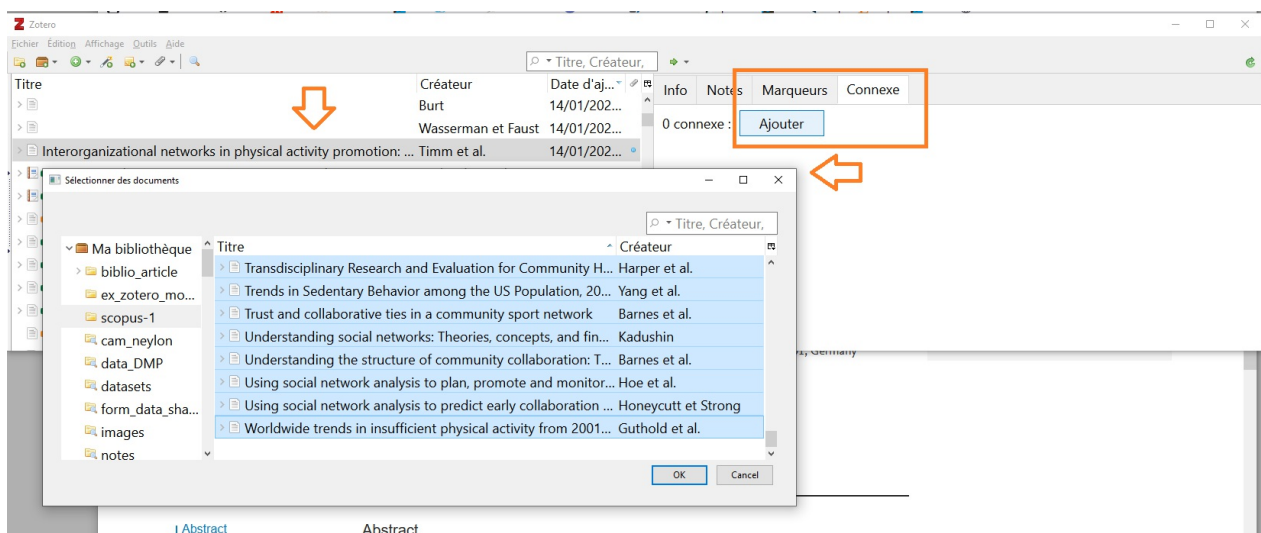 Zotero
Fichier Édition Affichage Outils Aide
Titre, Créateur,
Titre Créateur Date d'aj...
Burt 14/01/202...
Wasserman et Faust 14/01/202...
Interorganizational networks in physical activity promotion: ... Timm et al. 14/01/202...
Info Notes Marqueurs Connexe
0 connexe : Ajouter
Sélectionner des documents
Titre, Créateur,
Ma bibliothèque
biblio_article
ex_zotero_mo...
scopus-1
cam_neylon
data_DMP
datasets
form_data_sha...
images
notes
Titre Créateur
Transdisciplinary Research and Evaluation for Community H... Harper et al.
Trends in Sedentary Behavior among the US Population, 20... Yang et al.
Trust and collaborative ties in a community sport network Barnes et al.
Understanding social networks: Theories, concepts, and fin... Kadushin
Understanding the structure of community collaboration: T... Barnes et al.
Using social network analysis to plan, promote and monitor... Hoe et al.
Using social network analysis to predict early collaboration ... Honeycutt et Strong
Worldwide trends in insufficient physical activity from 2001... Guthold et al.
OK Cancel
Germany
Abstract Abstract